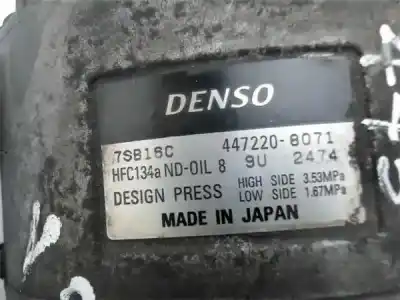 DENSO
7SB16C 447220-8071
HFC134a ND-OIL 8 9U 2474
DESIGN PRESS HIGH SIDE 3.53MPa
LOW SIDE 1.67MPa
MADE IN JAPAN